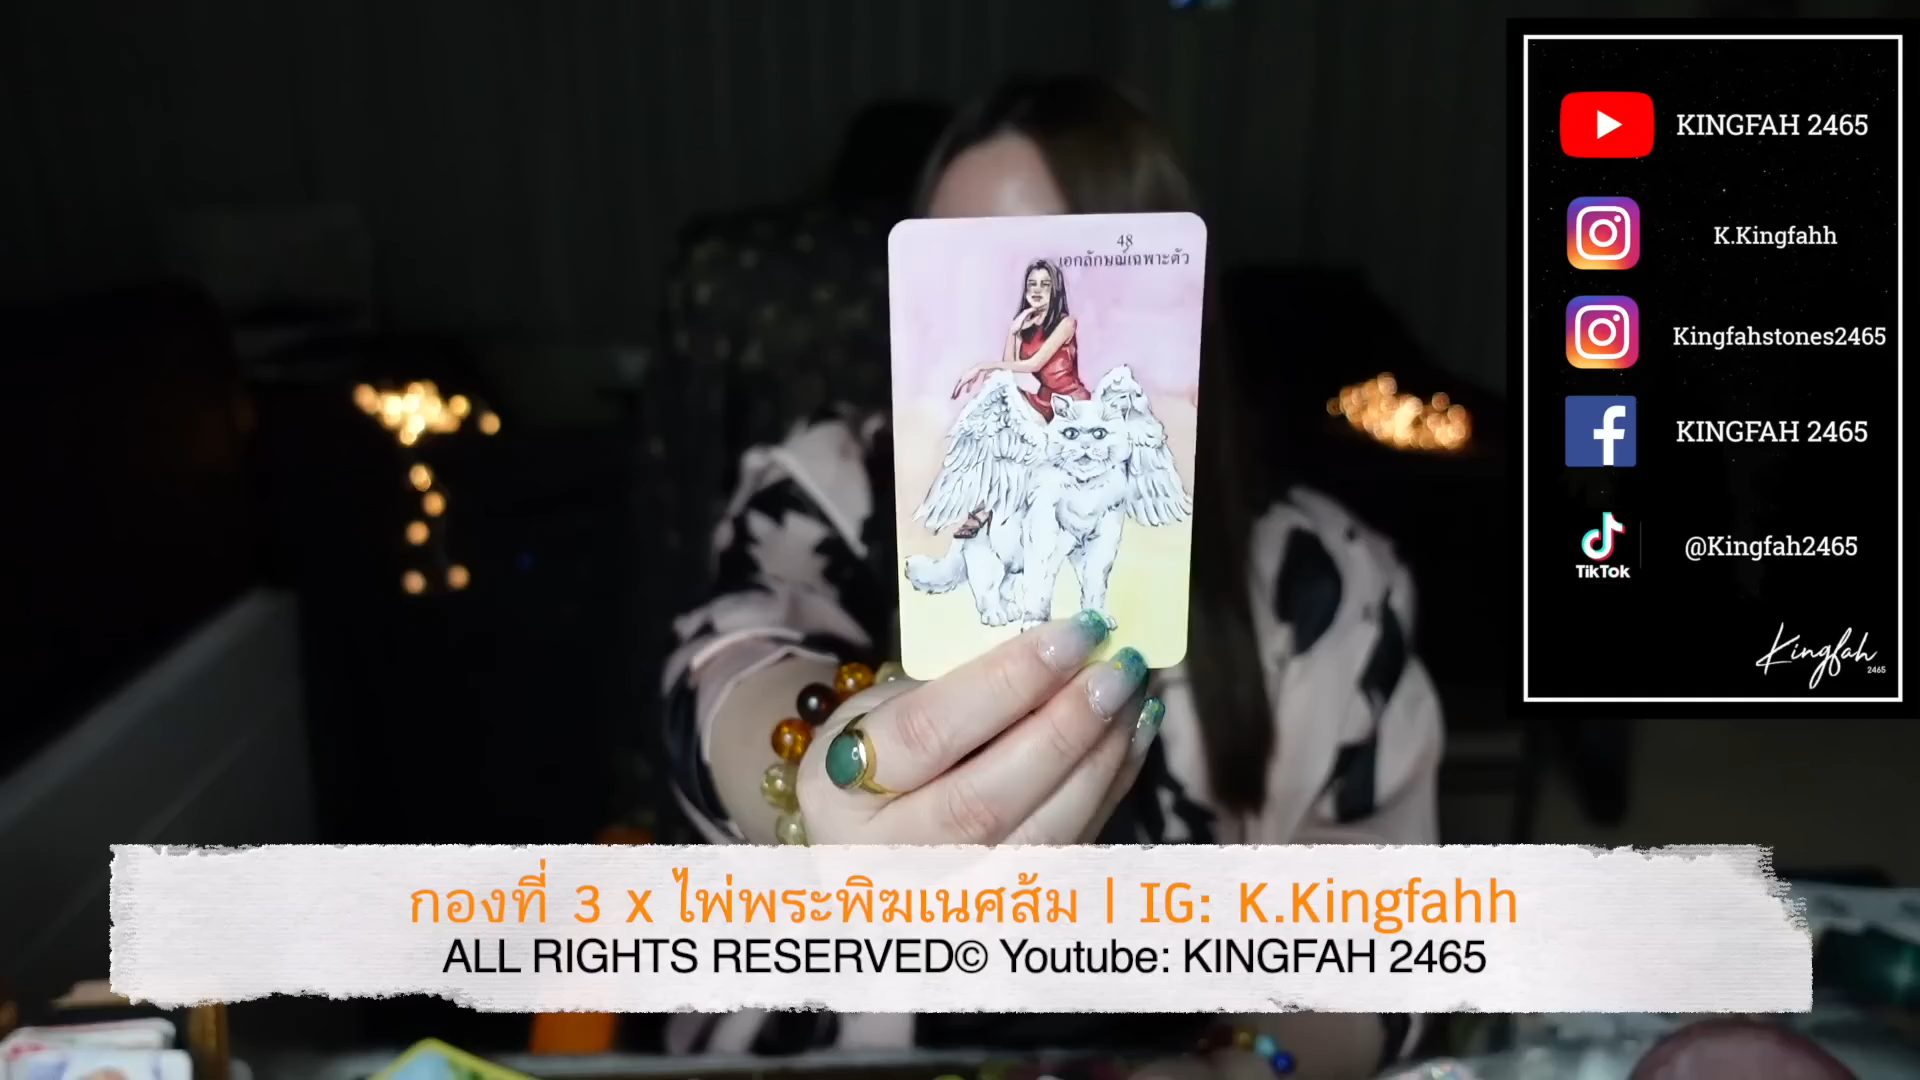 48
เอกลักษณ์เฉพาะตัว
KINGFAH 2465
K.Kingfahh
Kingfahstones2465
KINGFAH 2465
TikTok
@Kingfah2465
Kingfah
2465
กองที่ 3 x ไพ่พระพิฆเนศส้ม | IG: K.Kingfahh
ALL RIGHTS RESERVED© Youtube: KINGFAH 2465